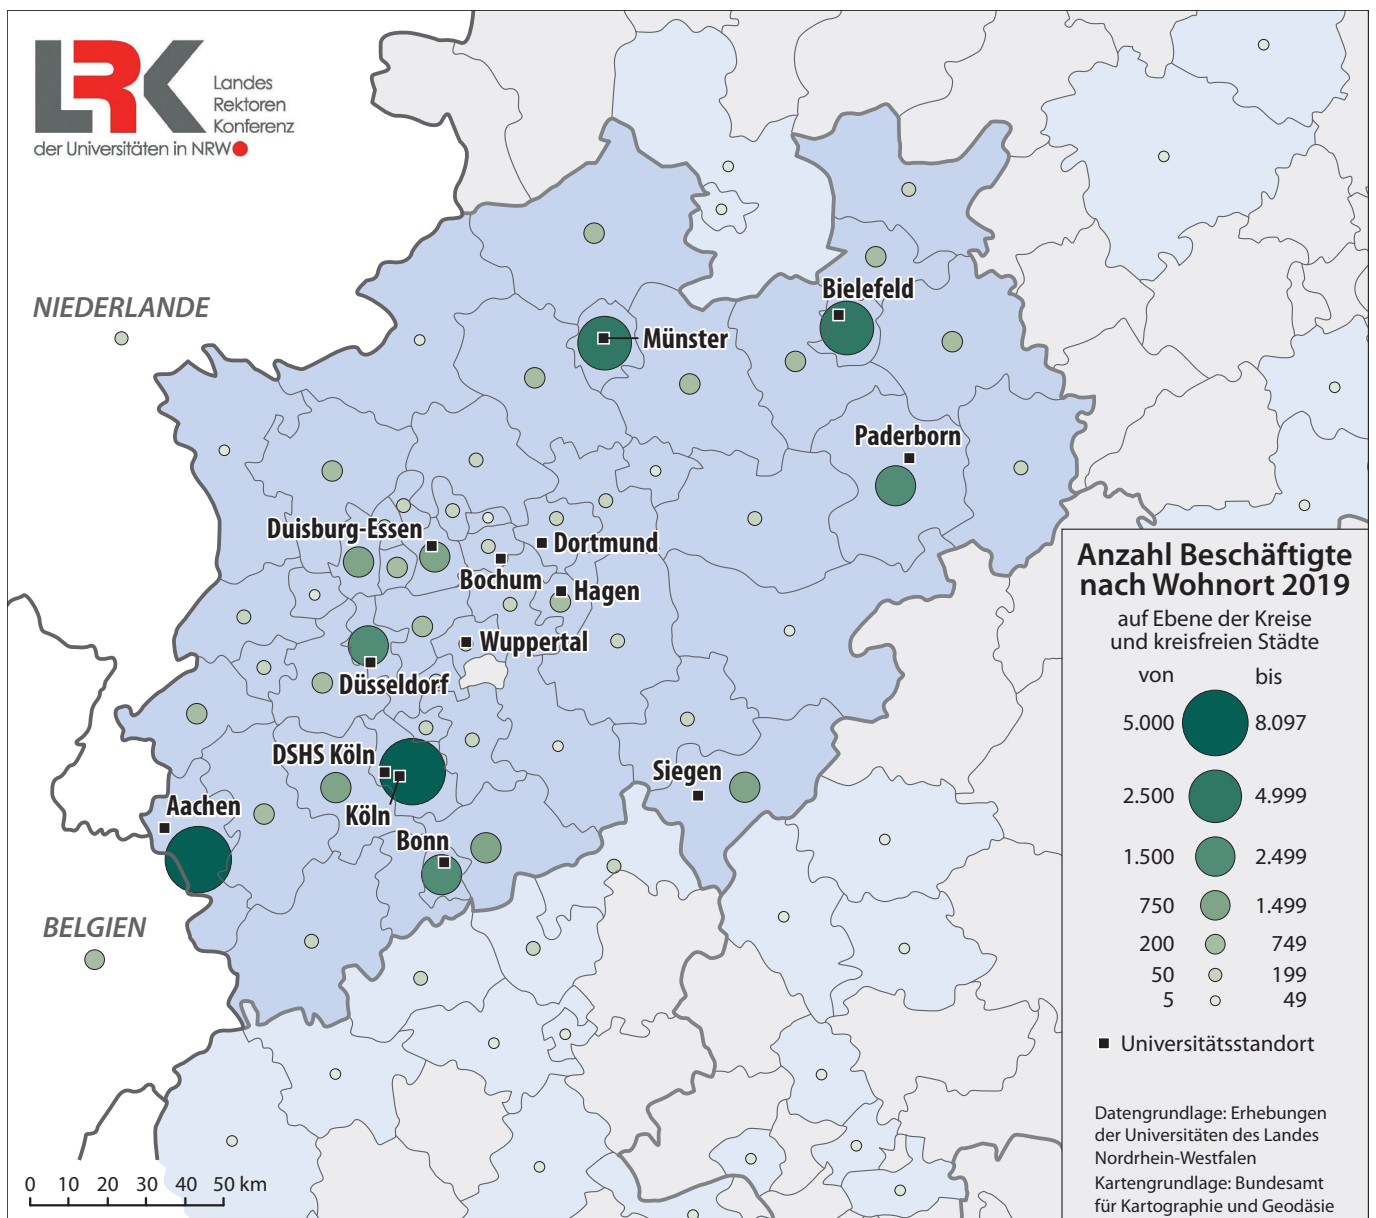 LRK
Landes
Rektoren
Konferenz
der Universitäten in NRW
NIEDERLANDE
Bielefeld
Münster
Paderborn
Duisburg-Essen
Dortmund
Bochum
Hagen
Wuppertal
Düsseldorf
DSHS Köln
Köln
Siegen
Aachen
Bonn
BELGIEN
0 10 20 30 40 50 km
Anzahl Beschäftigte
nach Wohnort 2019
auf Ebene der Kreise
und kreisfreien Städte
von bis
5.000 8.097
2.500 4.999
1.500 2.499
750 1.499
200 749
50 199
5 49
Universitätsstandort
Datengrundlage: Erhebungen
der Universitäten des Landes
Nordrhein-Westfalen
Kartengrundlage: Bundesamt
für Kartographie und Geodäsie